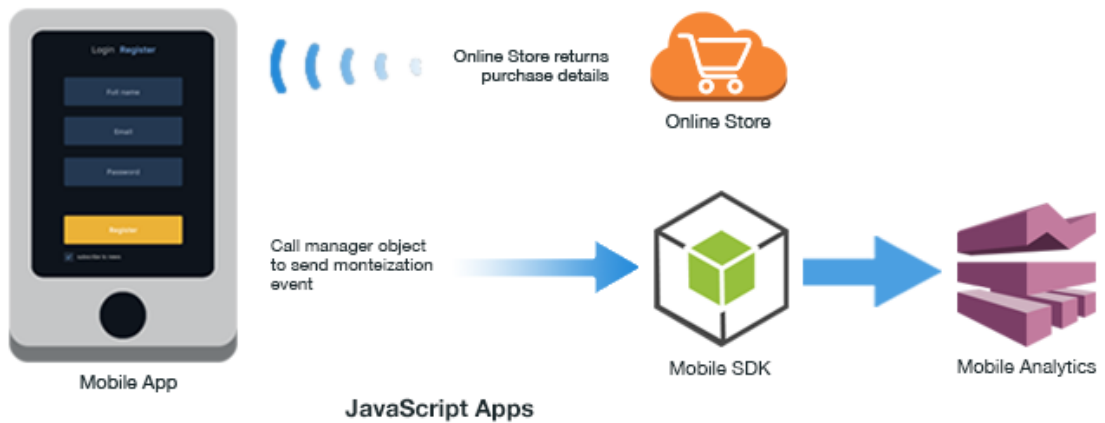 Login Register
Full name
Email
Password
Register
subscribe to news
Mobile App
Online Store returns
purchase details
Online Store
Call manager object
to send monteization
event
Mobile SDK
Mobile Analytics
JavaScript Apps